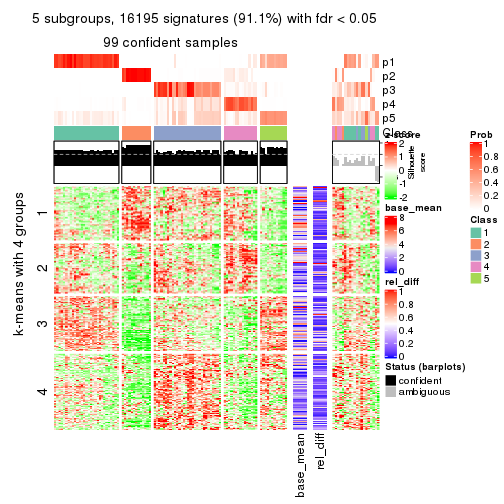 5 subgroups, 16195 signatures (91.1%) with fdr < 0.05
99 confident samples
p1
p2
p3
p4
p5
Class
k-means with 4 groups
1
2
3
4
base_mean
rel_diff
Silhouette
score
z-score
2
1
0
-1
-2
base_mean
8
6
4
2
0
rel_diff
1
0.8
0.6
0.4
0.2
0
Status (barplots)
confident
ambiguous
Prob
1
0.8
0.6
0.4
0.2
0
Class
1
2
3
4
5